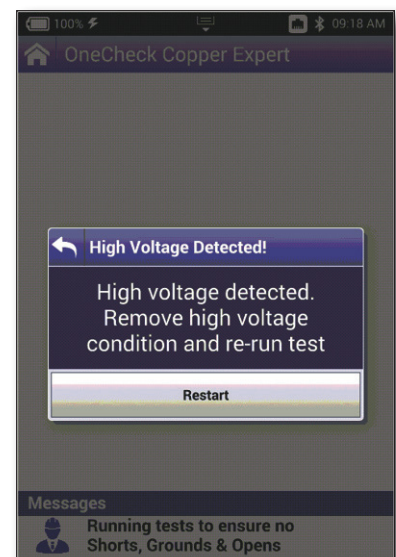 100% 09:18 AM
OneCheck Copper Expert
High Voltage Detected!
High voltage detected.
Remove high voltage
condition and re-run test
Restart
Messages
Running tests to ensure no
Shorts, Grounds & Opens